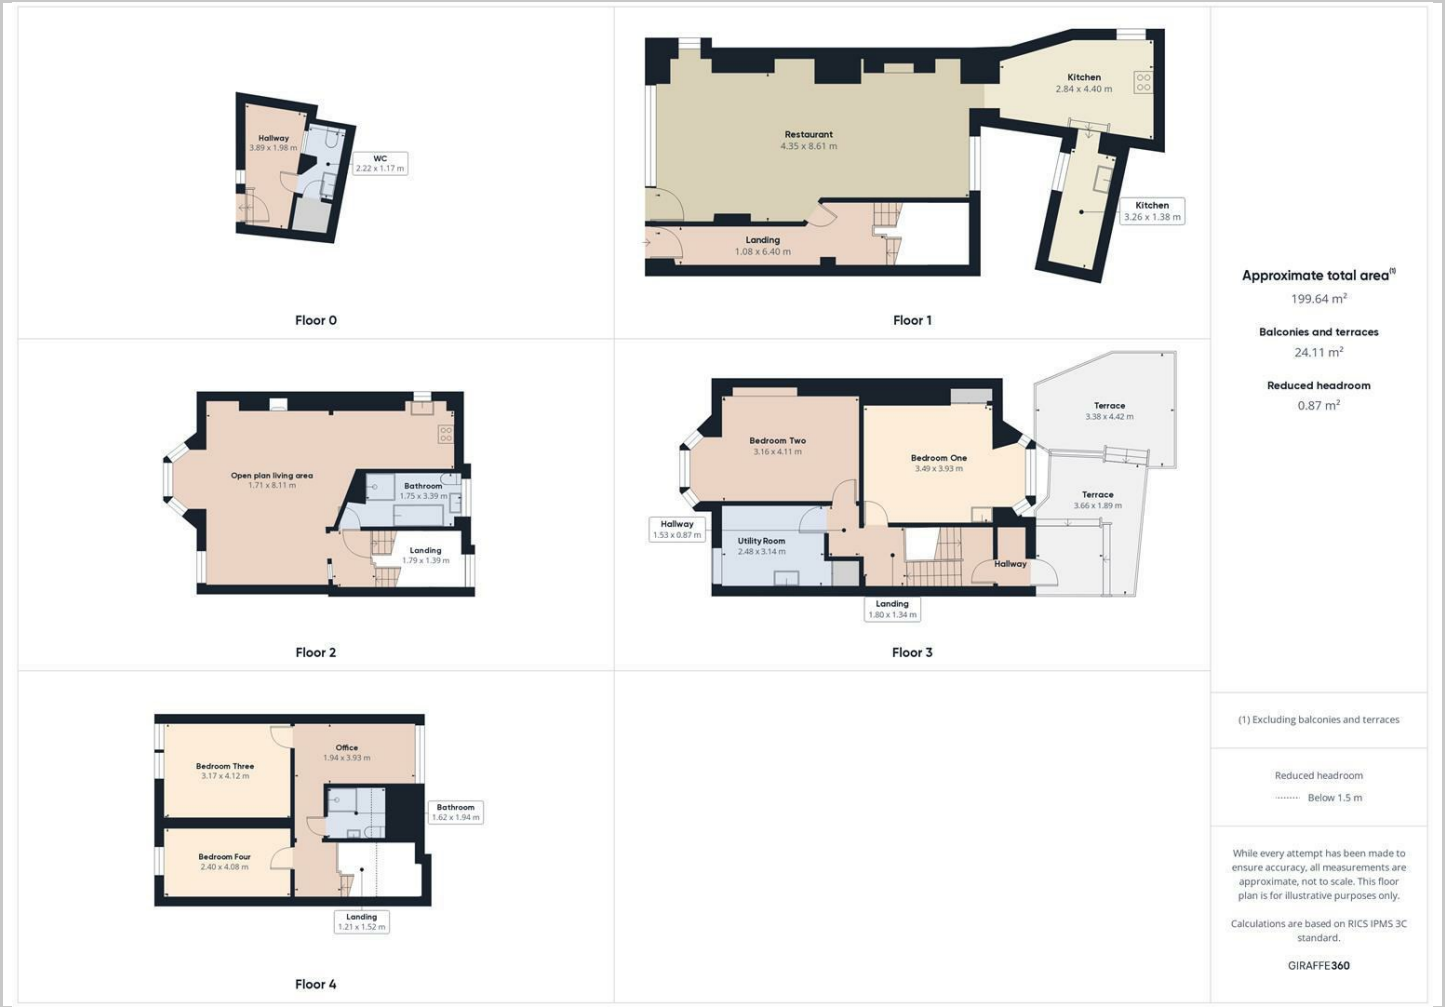 Hallway
3.89 x 1.98 m
WC
2.22 x 1.17 m
Floor 0
Restaurant
4.35 x 8.61 m
Kitchen
2.84 x 4.40 m
Kitchen
3.26 x 1.38 m
Landing
1.08 x 6.40 m
Floor 1
Open plan living area
1.71 x 8.11 m
Bathroom
1.75 x 3.39 m
Landing
1.79 x 1.39 m
Floor 2
Bedroom Two
3.16 x 4.11 m
Bedroom One
3.49 x 3.93 m
Terrace
3.38 x 4.42 m
Terrace
3.66 x 1.89 m
Hallway
1.53 x 0.87 m
Utility Room
2.48 x 3.14 m
Hallway
Landing
1.80 x 1.34 m
Floor 3
Bedroom Three
3.17 x 4.12 m
Office
1.94 x 3.93 m
Bathroom
1.62 x 1.94 m
Bedroom Four
2.40 x 4.08 m
Landing
1.21 x 1.52 m
Floor 4
Approximate total area(1)
199.64 m²
Balconies and terraces
24.11 m²
Reduced headroom
0.87 m²
(1) Excluding balconies and terraces
Reduced headroom
Below 1.5 m
While every attempt has been made to
ensure accuracy, all measurements are
approximate, not to scale. This floor
plan is for illustrative purposes only.
Calculations are based on RICS IPMS 3C
standard.
GIRAFFE360